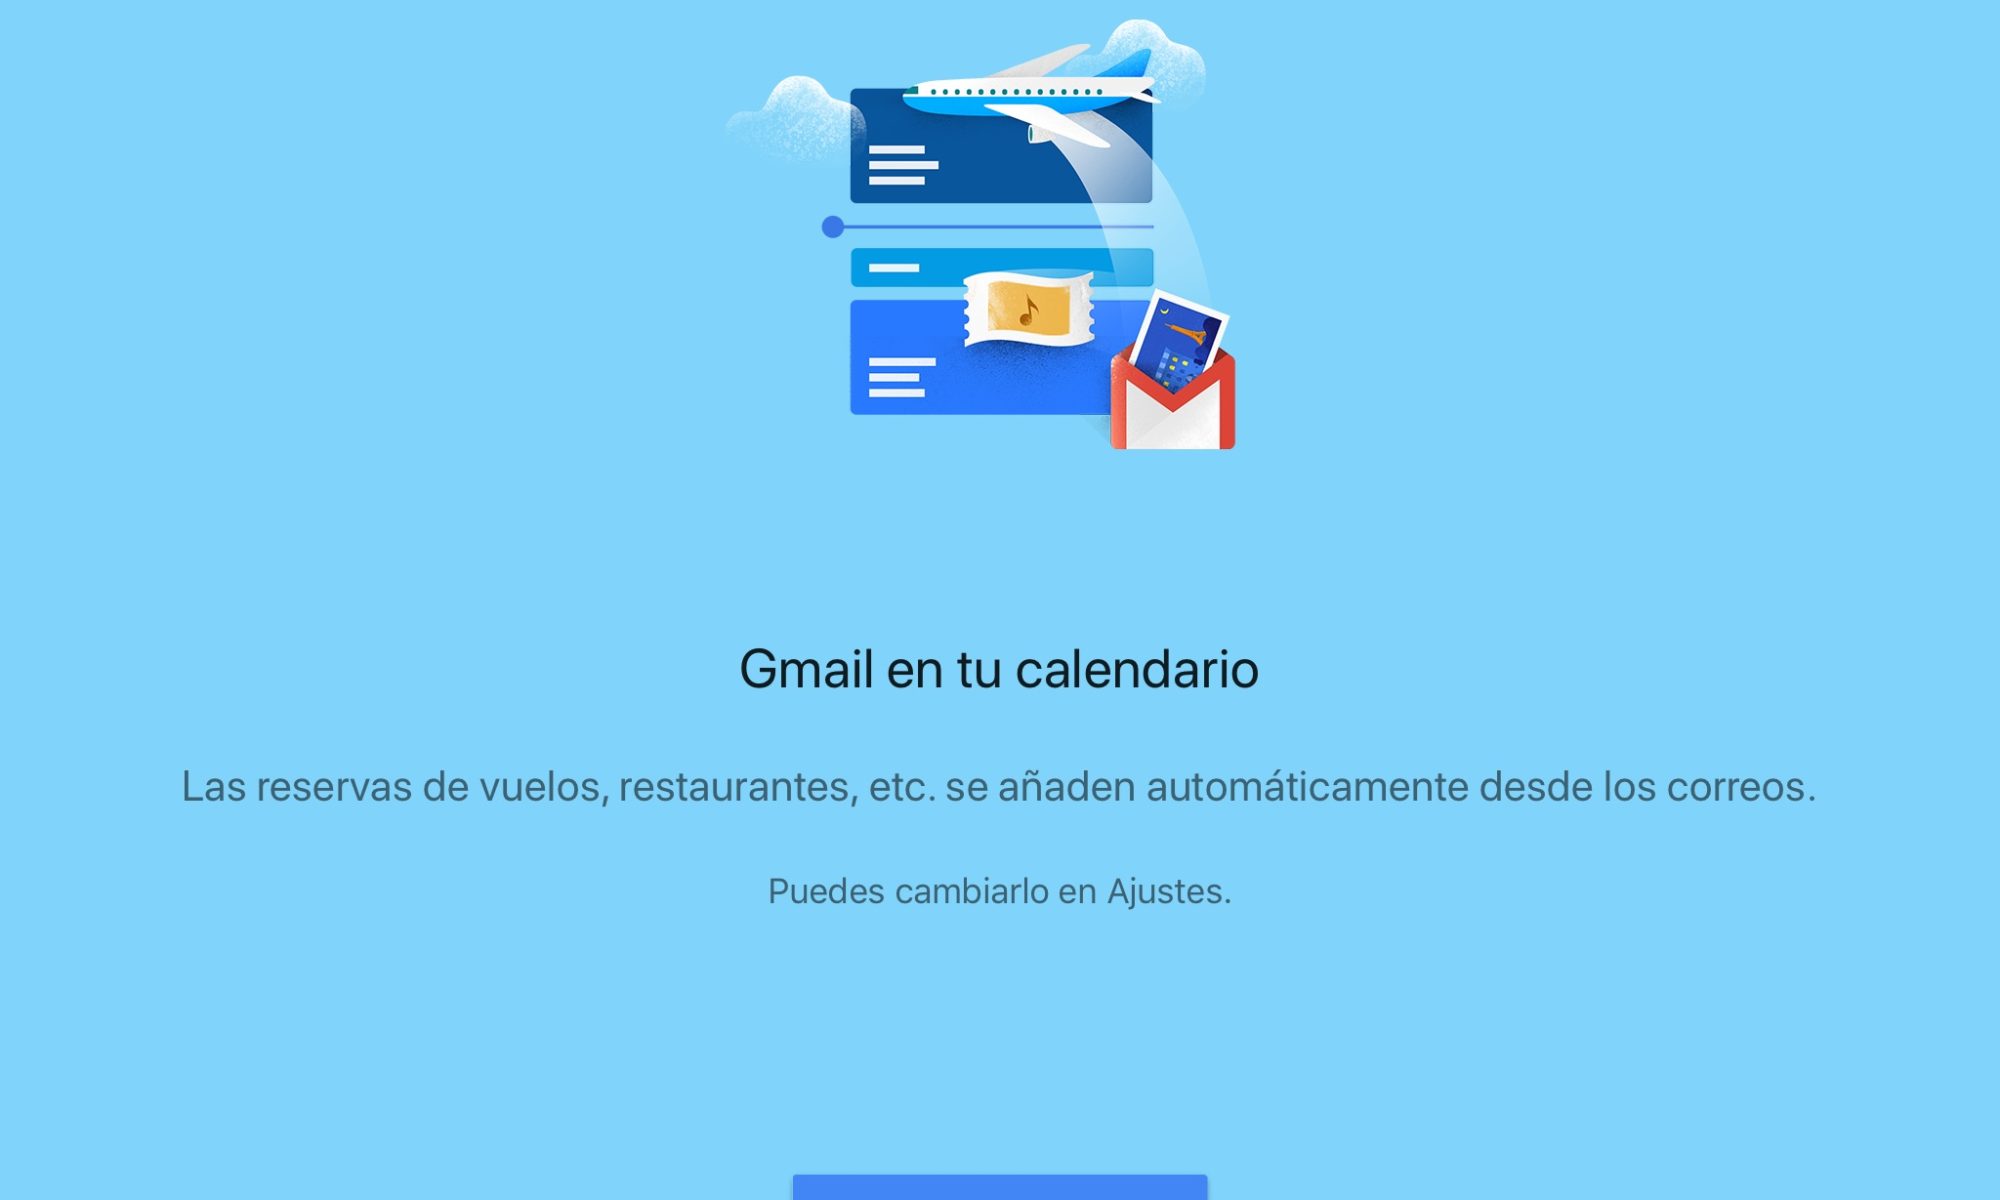 Gmail en tu calendario
Las reservas de vuelos, restaurantes, etc. se añaden automáticamente desde los correos.
Puedes cambiarlo en Ajustes.